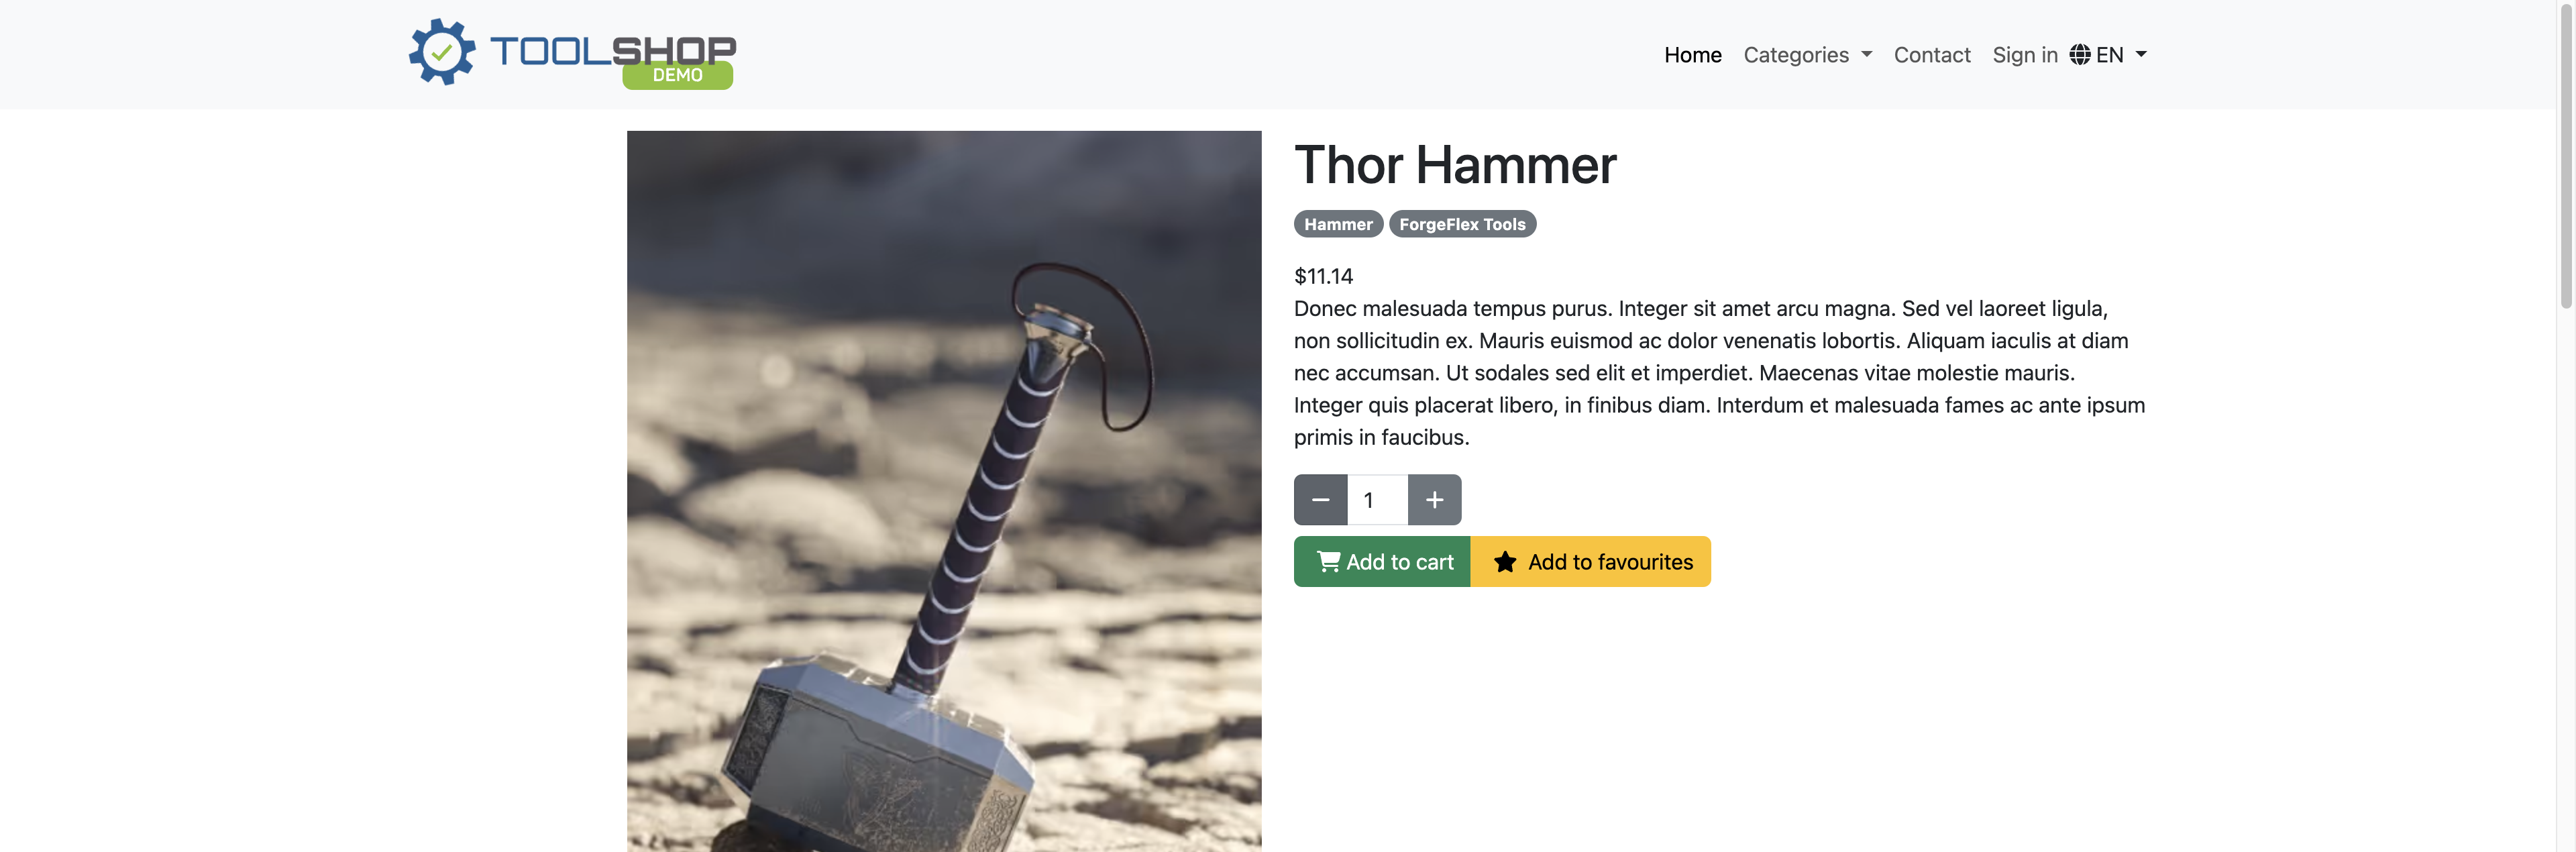 TOOLSHOP
DEMO
Home Categories Contact Sign in EN
Thor Hammer
Hammer ForgeFlex Tools
$11.14
Donec malesuada tempus purus. Integer sit amet arcu magna. Sed vel laoreet ligula,
non sollicitudin ex. Mauris euismod ac dolor venenatis lobortis. Aliquam iaculis at diam
nec accumsan. Ut sodales sed elit et imperdiet. Maecenas vitae molestie mauris.
Integer quis placerat libero, in finibus diam. Interdum et malesuada fames ac ante ipsum
primis in faucibus.
1
Add to cart Add to favourites